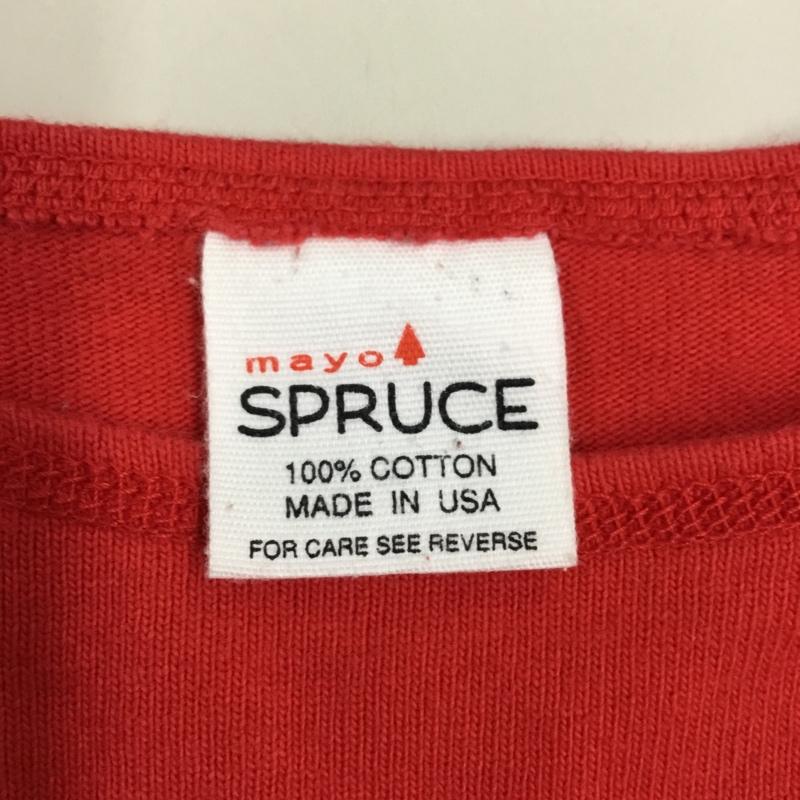 mayo
SPRUCE
100% COTTON
MADE IN USA
FOR CARE SEE REVERSE